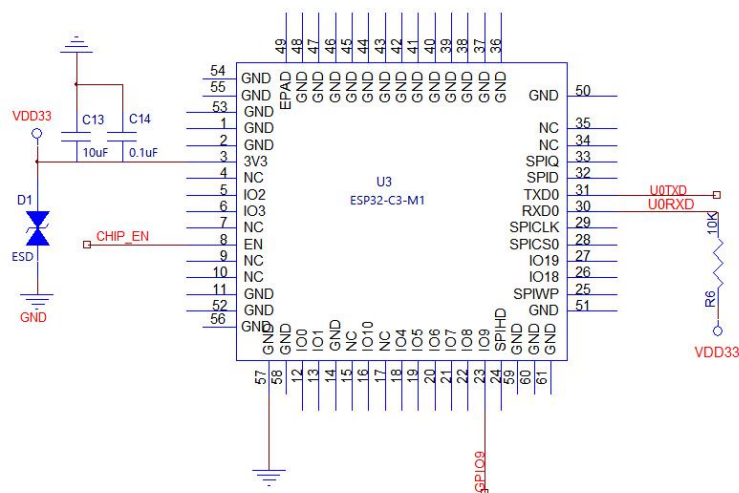 49 48 47 46 45 44 43 42 41 40 39 38 37 36
EPAD GND GND GND GND GND GND GND GND GND GND GND GND GND
54 GND
55 GND
53 GND
1 GND
2 GND
3 3V3
4 NC
5 IO2
6 IO3
7 NC
8 EN
9 NC
10 NC
11 GND
52 GND
56 GND
VDD33
C13
10uF
C14
0.1uF
D1
ESD
GND
CHIP_EN
U3
ESP32-C3-M1
GND 50
NC 35
NC 34
SPIQ 33
SPID 32
TXD0 31
RXD0 30
SPICLK 29
SPICS0 28
IO19 27
IO18 26
SPIWP 25
GND 51
U0TXD
U0RXD
10K
R6
VDD33
GND GND IO0 IO1 GND NC IO10 NC IO4 IO5 IO6 IO7 IO8 IO9 SPIHD GND GND GND
57 58 12 13 14 15 16 17 18 19 20 21 22 23 24 59 60 61
GPIO9